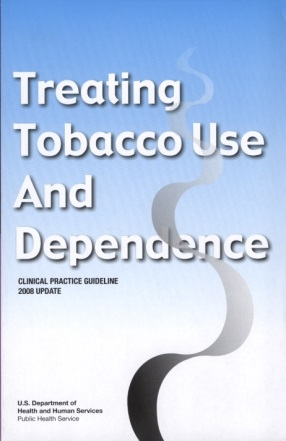 Treating
Tobacco Use
And
Dependence
CLINICAL PRACTICE GUIDELINE
2008 UPDATE
U.S. Department of
Health and Human Services
Public Health Service